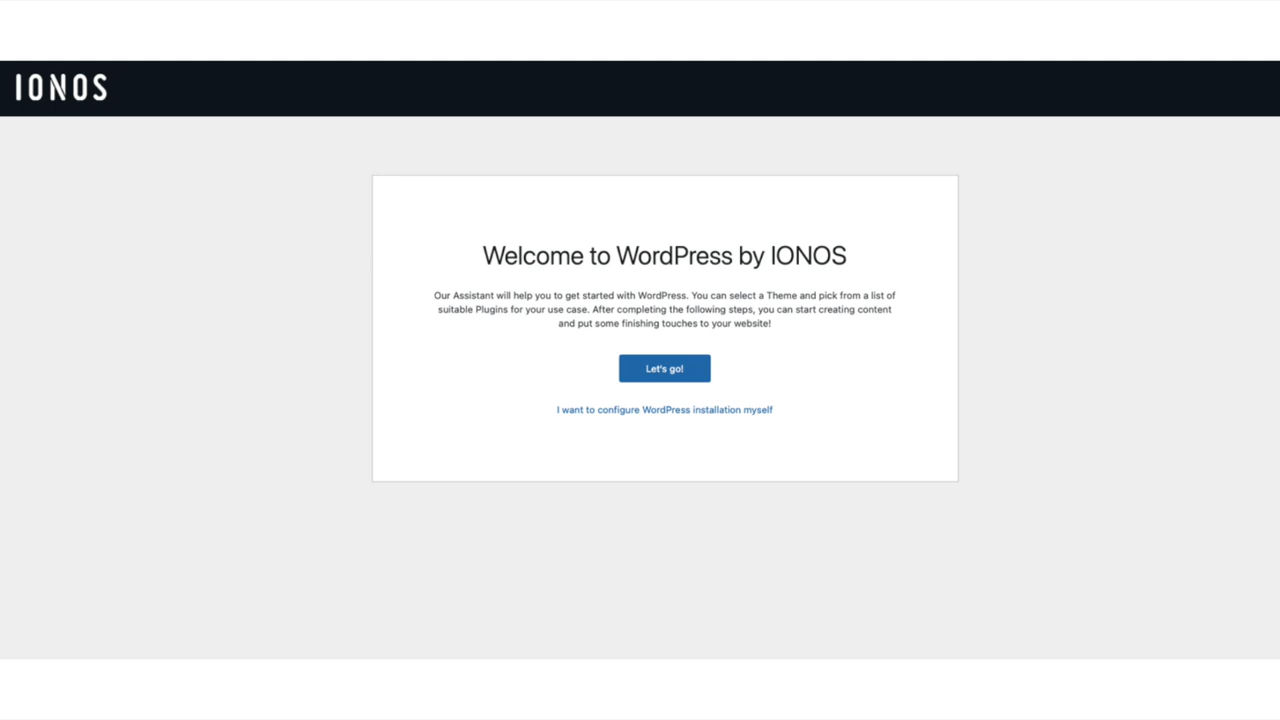 IONOS
Welcome to WordPress by IONOS
Our Assistant will help you to get started with WordPress. You can select a Theme and pick from a list of
suitable Plugins for your use case. After completing the following steps, you can start creating content
and put some finishing touches to your website!
Let's go!
I want to configure WordPress installation myself